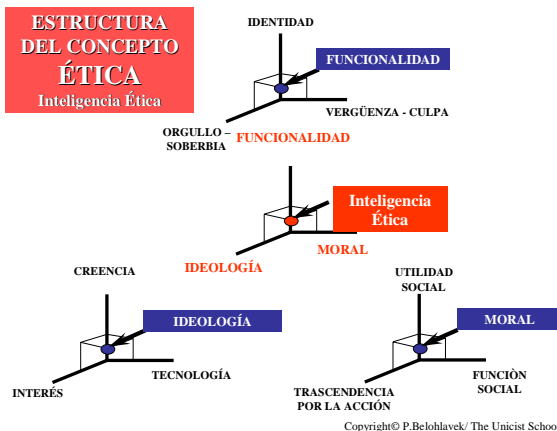 ESTRUCTURA
DEL CONCEPTO
ÉTICA
Inteligencia Ética
IDENTIDAD
FUNCIONALIDAD
VERGÜENZA - CULPA
ORGULLO –
SOBERBIA
FUNCIONALIDAD
Inteligencia
Ética
MORAL
IDEOLOGÍA
CREENCIA
IDEOLOGÍA
TECNOLOGÍA
INTERÉS
UTILIDAD
SOCIAL
MORAL
FUNCIÒN
SOCIAL
TRASCENDENCIA
POR LA ACCIÓN
Copyright© P.Belohlavek/ The Unicist Schoo